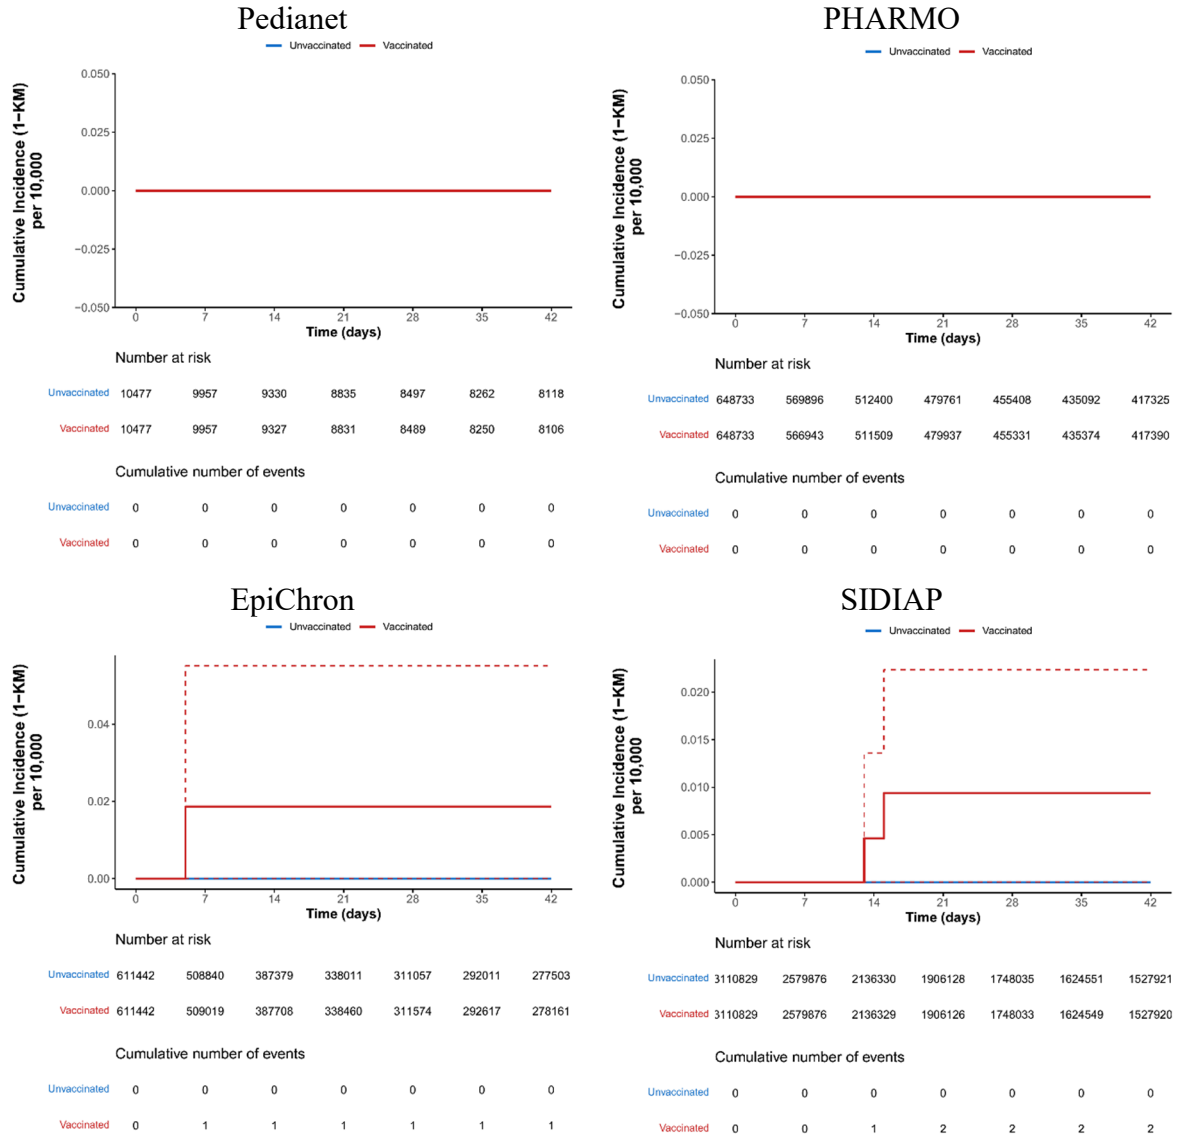 Pedianet
Unvaccinated Vaccinated
Cumulative Incidence (1−KM)
per 10,000
0.050
0.025
0.000
−0.025
−0.050
0 7 14 21 28 35 42
Time (days)
Number at risk
Unvaccinated 10477 9957 9330 8835 8497 8262 8118
Vaccinated 10477 9957 9327 8831 8489 8250 8106
Cumulative number of events
Unvaccinated 0 0 0 0 0 0 0
Vaccinated 0 0 0 0 0 0 0
PHARMO
Unvaccinated Vaccinated
Cumulative Incidence (1−KM)
per 10,000
0.050
0.025
0.000
−0.025
−0.050
0 7 14 21 28 35 42
Time (days)
Number at risk
Unvaccinated 648733 569896 512400 479761 455408 435092 417325
Vaccinated 648733 566943 511509 479937 455331 435374 417390
Cumulative number of events
Unvaccinated 0 0 0 0 0 0 0
Vaccinated 0 0 0 0 0 0 0
EpiChron
Unvaccinated Vaccinated
Cumulative Incidence (1−KM)
per 10,000
0.04
0.02
0.00
0 7 14 21 28 35 42
Time (days)
Number at risk
Unvaccinated 611442 508840 387379 338011 311057 292011 277503
Vaccinated 611442 509019 387708 338460 311574 292617 278161
Cumulative number of events
Unvaccinated 0 0 0 0 0 0 0
Vaccinated 0 1 1 1 1 1 1
SIDIAP
Unvaccinated Vaccinated
Cumulative Incidence (1−KM)
per 10,000
0.020
0.015
0.010
0.005
0.000
0 7 14 21 28 35 42
Time (days)
Number at risk
Unvaccinated 3110829 2579876 2136330 1906128 1748035 1624551 1527921
Vaccinated 3110829 2579876 2136329 1906126 1748033 1624549 1527920
Cumulative number of events
Unvaccinated 0 0 0 0 0 0 0
Vaccinated 0 0 1 2 2 2 2